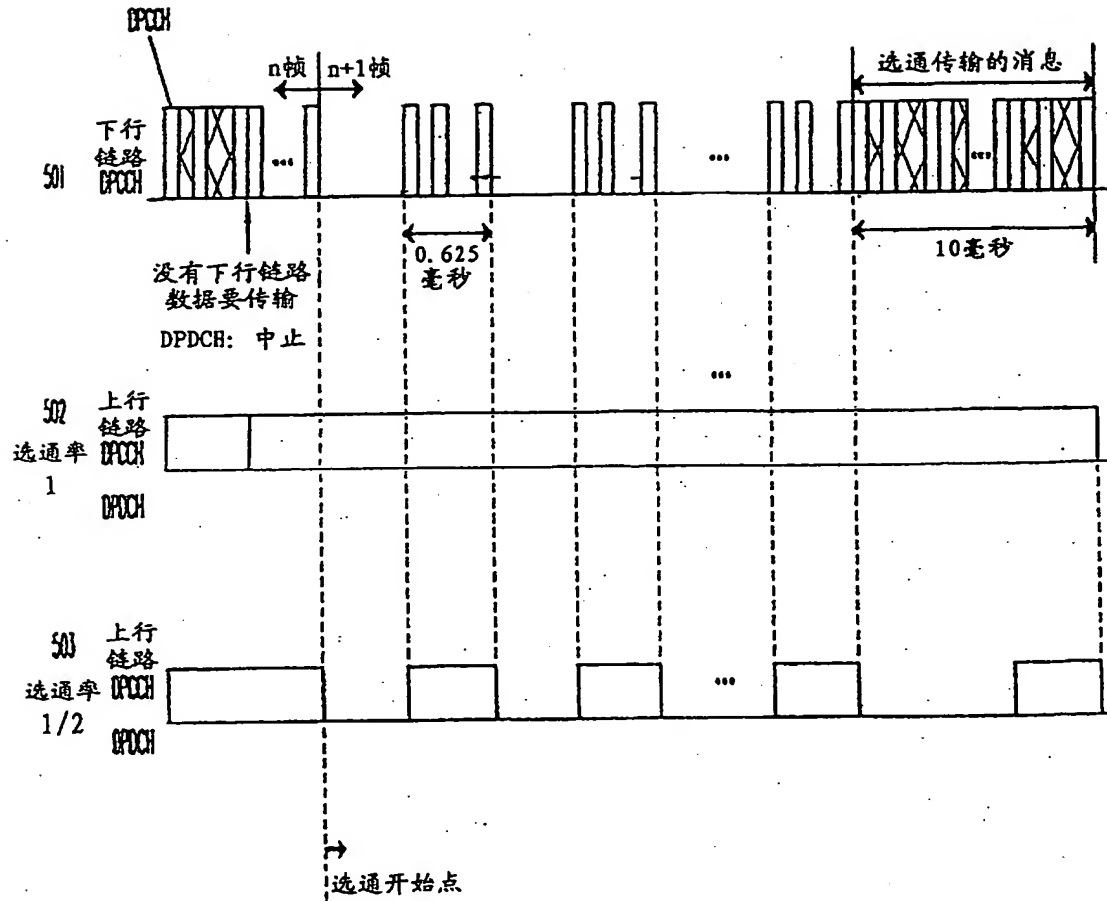 DPCCH
n帧 n+1帧
选通传输的消息
下行
链路
501 DPCCH
0.625
毫秒
10毫秒
没有下行链路
数据要传输
DPDCH: 中止
502 上行
链路
选通率 DPCCH
1
DPDCH
503 上行
链路
选通率 DPCCH
1/2 DPDCH
选通开始点